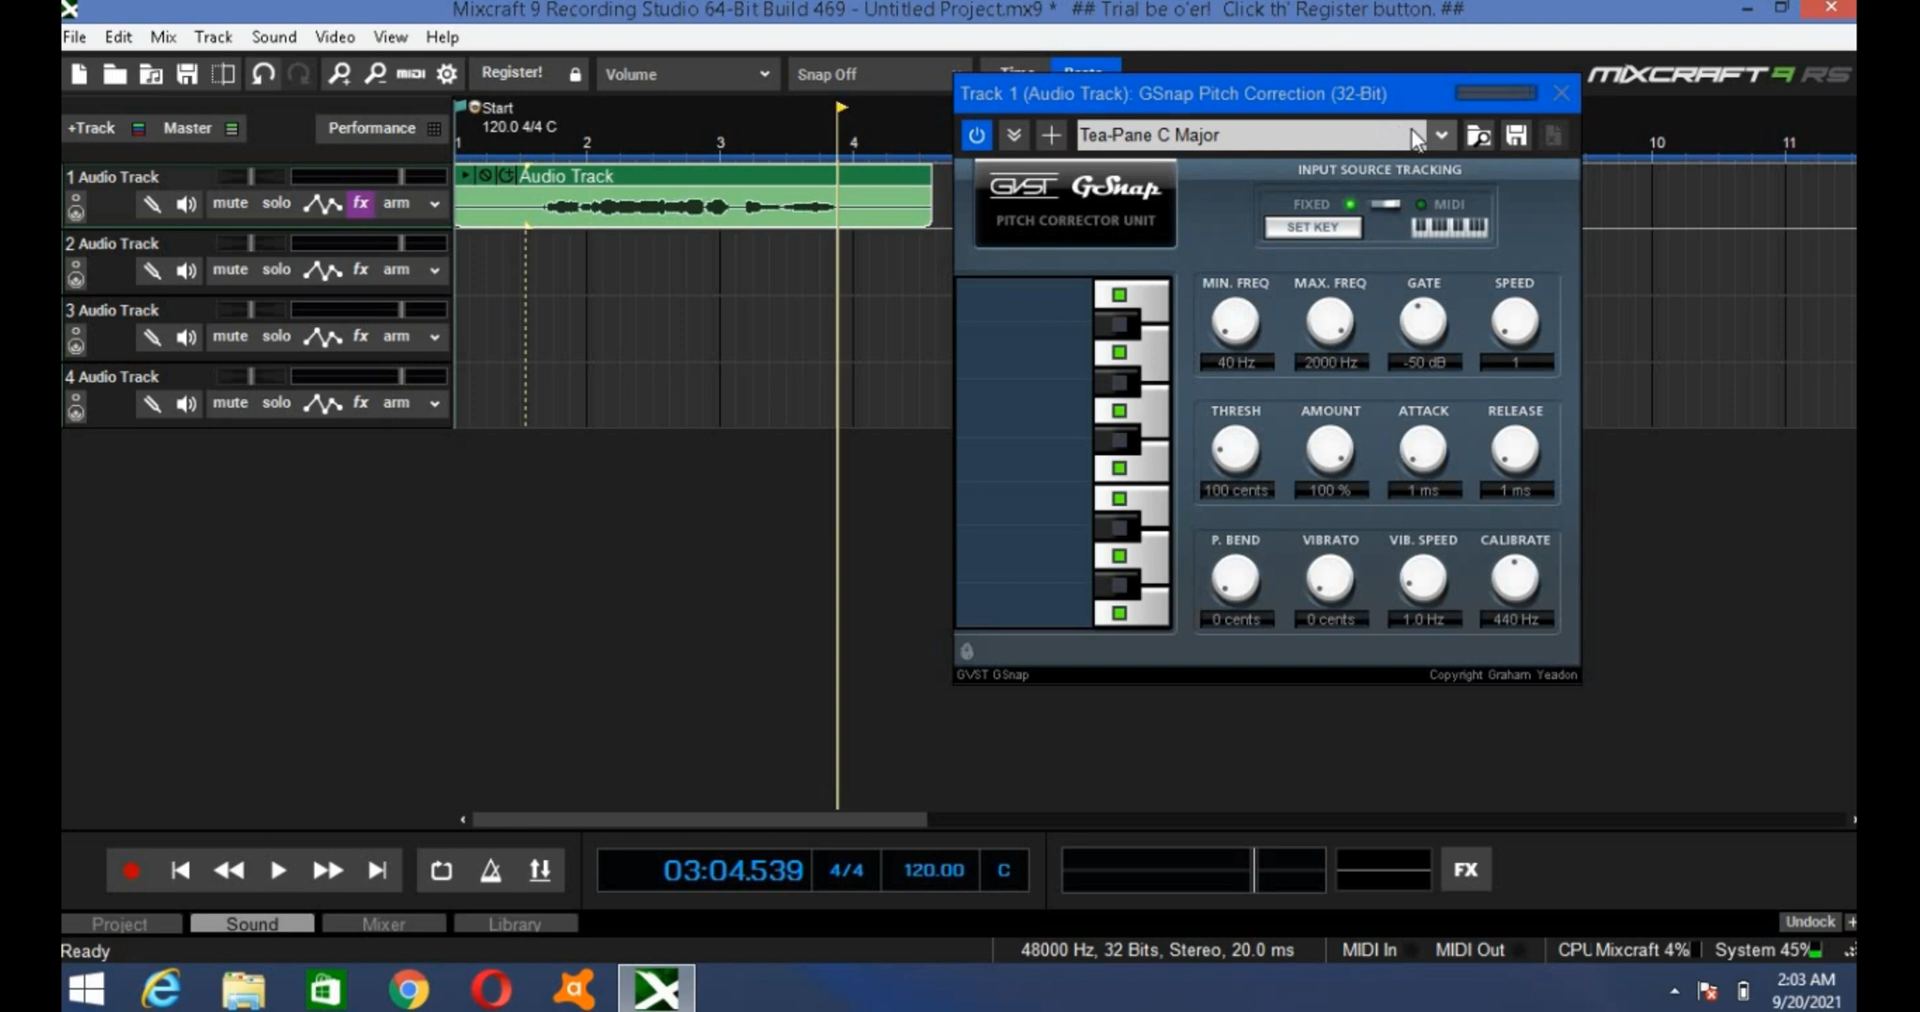 Mixcraft 9 Recording Studio 64-Bit Build 469 - Untitled Project.mx9 * ## Trial be o'er! Click th' Register button. ##
File Edit Mix Track Sound Video View Help
MIDI Register! Volume Snap Off
MIXCRAFT 9 RS
+Track Master Performance
Start
120.0 4/4 C
1 2 3 4 10 11
1 Audio Track
mute solo fx arm
Audio Track
2 Audio Track
mute solo fx arm
3 Audio Track
mute solo fx arm
4 Audio Track
mute solo fx arm
Track 1 (Audio Track): GSnap Pitch Correction (32-Bit)
Tea-Pane C Major
GVST GSnap
PITCH CORRECTOR UNIT
INPUT SOURCE TRACKING
FIXED MIDI
SET KEY
MIN. FREQ MAX. FREQ GATE SPEED
40 Hz 2000 Hz -50 dB 1
THRESH AMOUNT ATTACK RELEASE
100 cents 100 % 1 ms 1 ms
P. BEND VIBRATO VIB. SPEED CALIBRATE
0 cents 0 cents 1.0 Hz 440 Hz
GVST GSnap Copyright Graham Yeadon
03:04.539 4/4 120.00 C
FX
Project Sound Mixer Library Undock
Ready 48000 Hz, 32 Bits, Stereo, 20.0 ms MIDI In MIDI Out CPU Mixcraft 4% System 45%
2:03 AM
9/20/2021